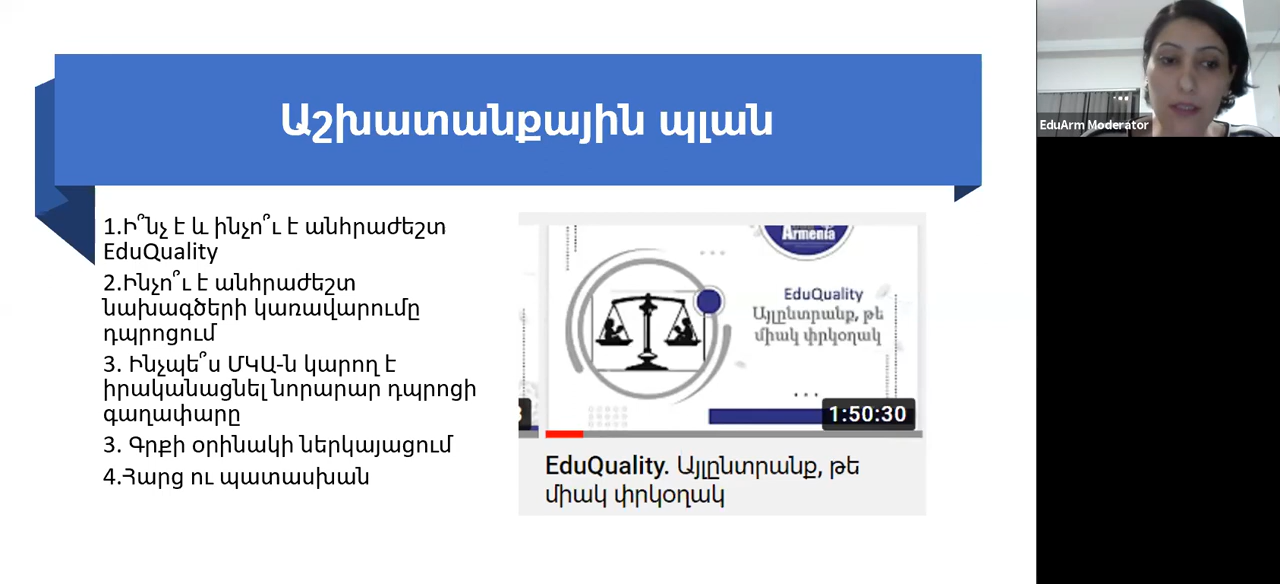 Աշխատանքային պլան
1.Ի՞նչ է և ինչո՞ւ է անհրաժեշտ
EduQuality
2.Ինչո՞ւ է անհրաժեշտ
նախագծերի կառավարումը
դպրոցում
3. Ինչպե՞ս ՄԿԱ-ն կարող է
իրականացնել նորարար դպրոցի
գաղափարը
3. Գրքի օրինակի ներկայացում
4.Հարց ու պատասխան
Armenia
EduQuality
Այլընտրանք, թե
միակ փրկօղակ
1:50:30
EduQuality. Այլընտրանք, թե
միակ փրկօղակ
EduArm Moderator